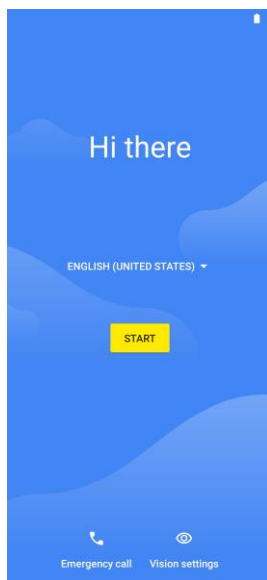 Hi there
ENGLISH (UNITED STATES)
START
Emergency call Vision settings